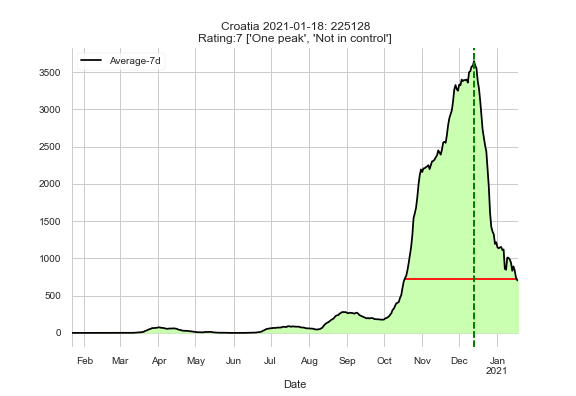 Croatia 2021-01-18: 225128
Rating:7 ['One peak', 'Not in control']
Average-7d
3500
3000
2500
2000
1500
1000
500
0
Feb Mar Apr May Jun Jul Aug Sep Oct Nov Dec Jan
2021
Date